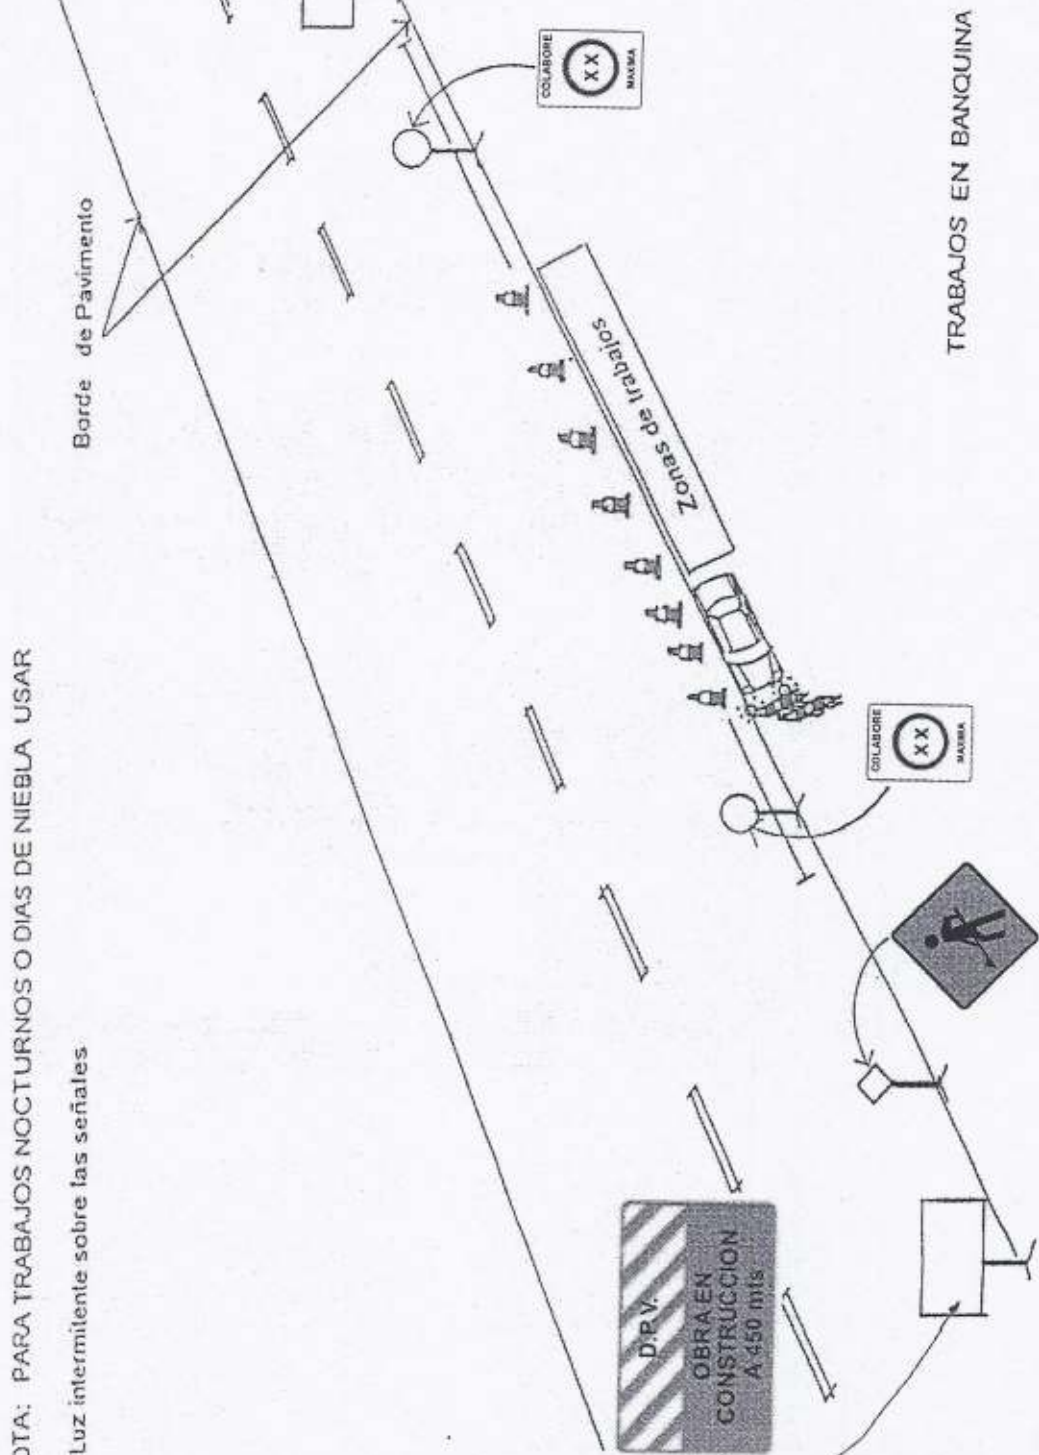 OTA: PARA TRABAJOS NOCTURNOS O DIAS DE NIEBLA USAR
Luz intermitente sobre las señales
Borde de Pavimento
COLABORE
XX
MAXIMA
Zonas de trabajos
COLABORE
XX
MAXIMA
D.P.V.
OBRA EN
CONSTRUCCION
A 450 mts
TRABAJOS EN BANQUINA